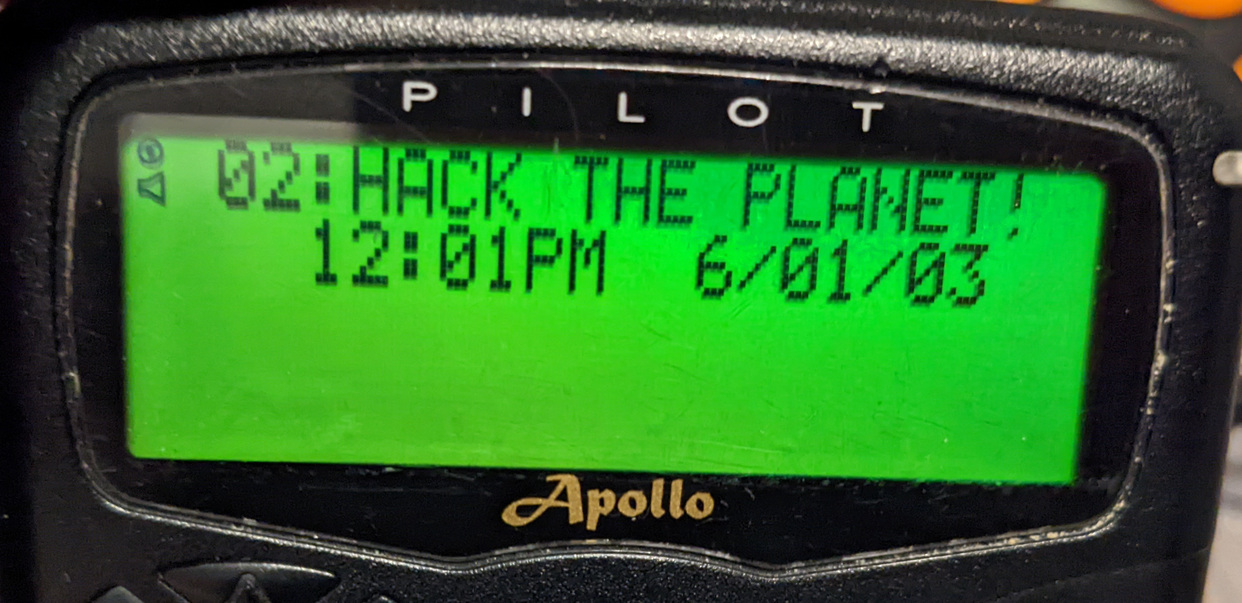 PILOT
02:HACK THE PLANET!
12:01PM 6/01/03
Apollo